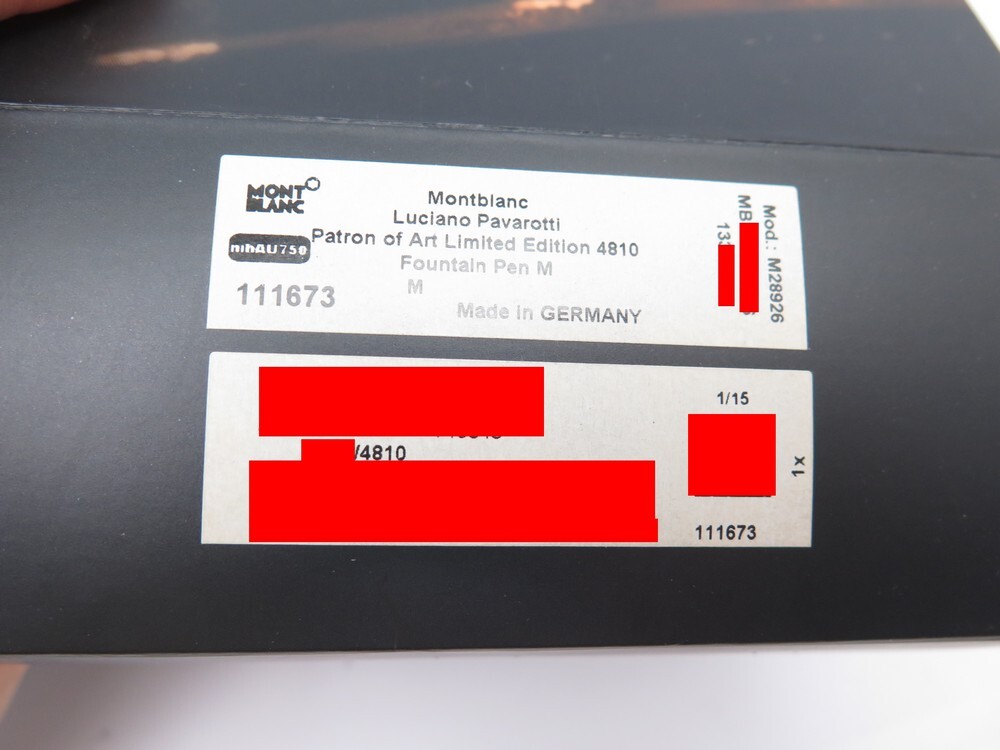 MONT
BLANC
nibAU750
111673
Montblanc
Luciano Pavarotti
Patron of Art Limited Edition 4810
Fountain Pen M
M
Made in GERMANY
Mod.: M28926
MB
/4810
1/15
1x
111673